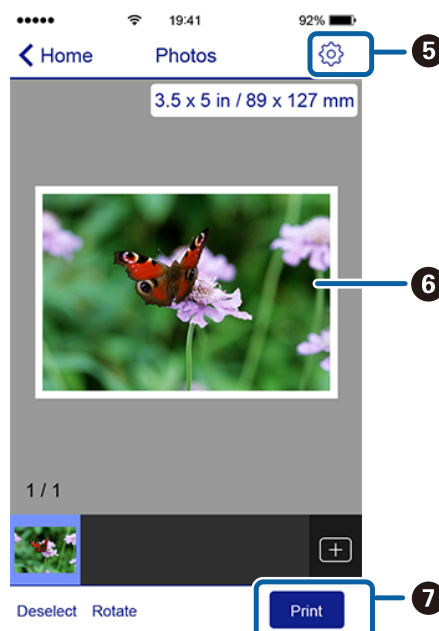 19:41
92%
Home
Photos
5
3.5 x 5 in / 89 x 127 mm
6
1 / 1
7
Deselect Rotate
Print